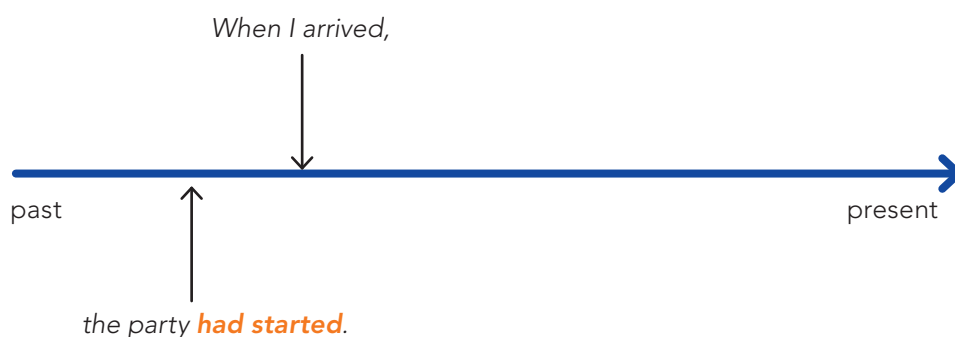 When I arrived,
past
present
the party had started.